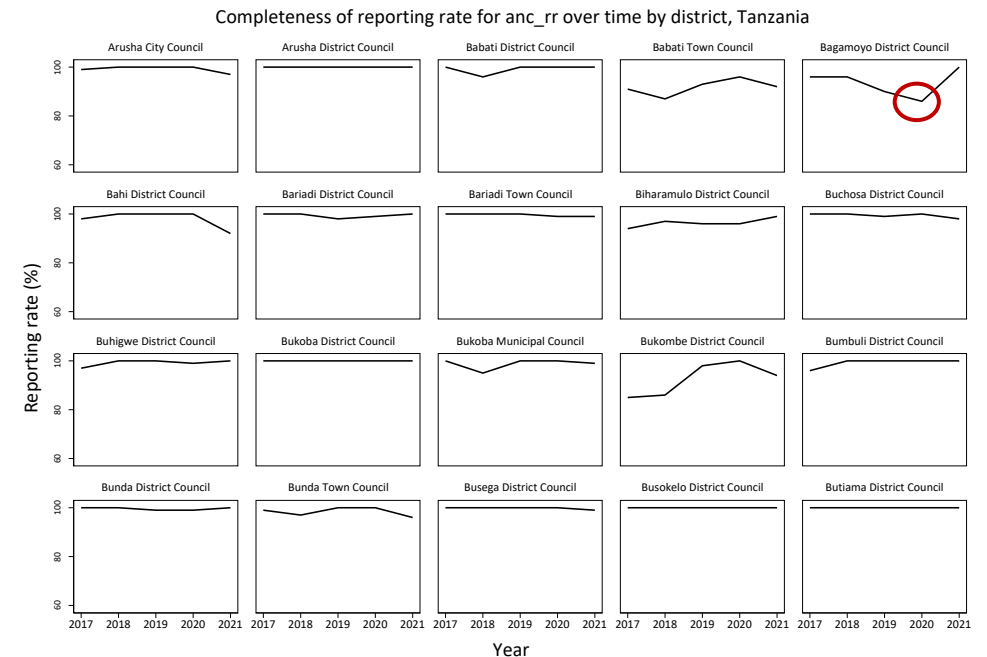 Completeness of reporting rate for anc_rr over time by district, Tanzania
Arusha City Council
Arusha District Council
Babati District Council
Babati Town Council
Bagamoyo District Council
100
80
60
Bahi District Council
Bariadi District Council
Bariadi Town Council
Biharamulo District Council
Buchosa District Council
100
80
60
Reporting rate (%)
Buhigwe District Council
Bukoba District Council
Bukoba Municipal Council
Bukombe District Council
Bumbuli District Council
100
80
60
Bunda District Council
Bunda Town Council
Busega District Council
Busokelo District Council
Butiama District Council
100
80
60
2017 2018 2019 2020 2021
2017 2018 2019 2020 2021
2017 2018 2019 2020 2021
2017 2018 2019 2020 2021
2017 2018 2019 2020 2021
Year